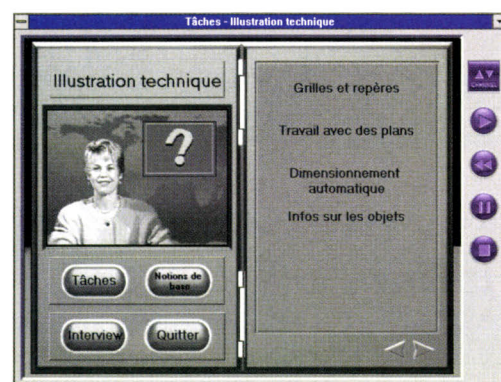 Tâches - Illustration technique
Illustration technique
?
Tâches
Notions de
base
Interview
Quitter
Grilles et repères
Travail avec des plans
Dimensionnement
automatique
Infos sur les objets